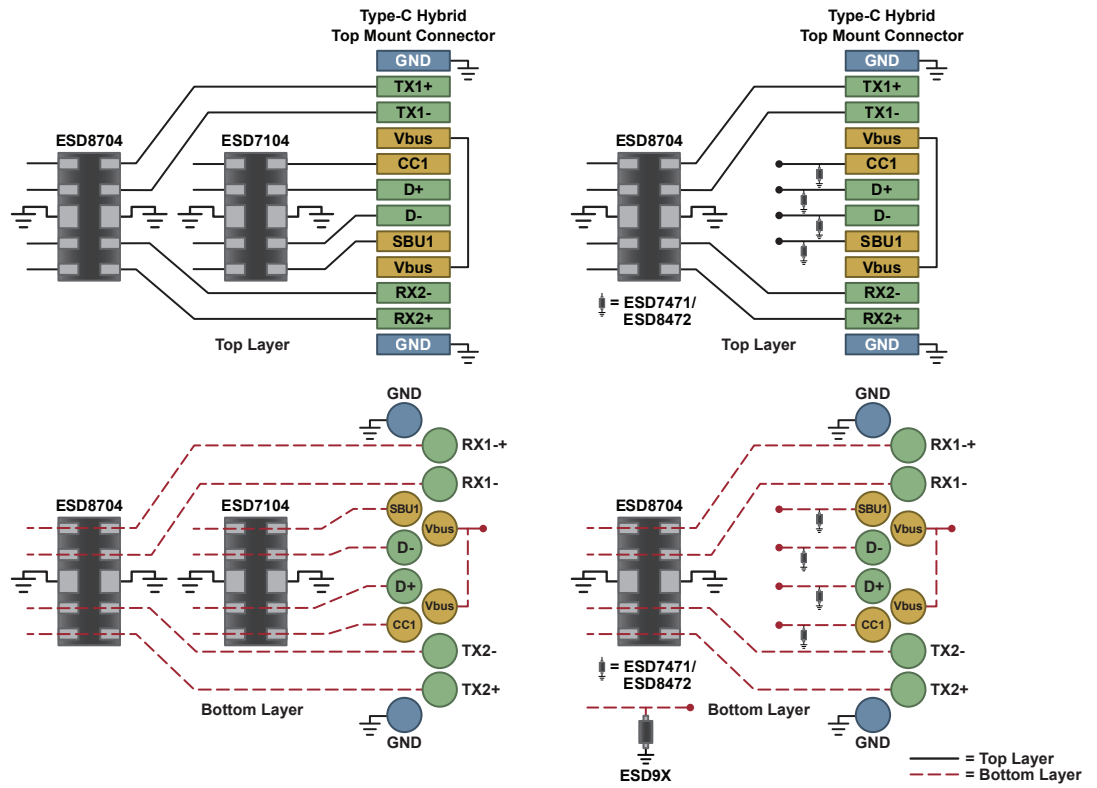 Type-C Hybrid
Top Mount Connector
GND
TX1+
TX1-
ESD8704
ESD7104
Vbus
CC1
D+
D-
SBU1
Vbus
RX2-
RX2+
Top Layer
GND
Type-C Hybrid
Top Mount Connector
GND
TX1+
TX1-
ESD8704
Vbus
CC1
D+
D-
SBU1
Vbus
RX2-
= ESD7471/
ESD8472
RX2+
Top Layer
GND
GND
RX1-+
RX1-
ESD8704
ESD7104
SBU1
Vbus
D-
D+
Vbus
CC1
TX2-
TX2+
Bottom Layer
GND
GND
RX1-+
RX1-
ESD8704
SBU1
Vbus
D-
D+
Vbus
CC1
TX2-
= ESD7471/
ESD8472
TX2+
Bottom Layer
GND
ESD9X
= Top Layer
= Bottom Layer